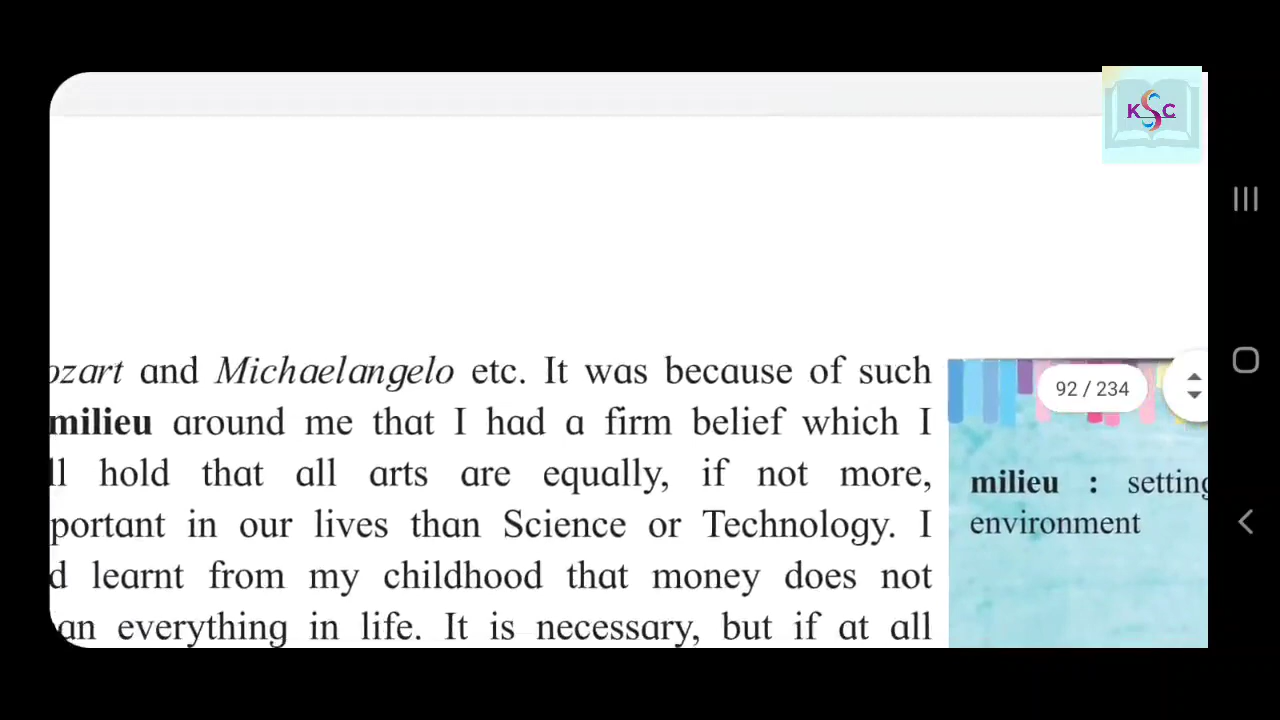 KSC
ozart and Michaelangelo etc. It was because of such
milieu around me that I had a firm belief which I
ll hold that all arts are equally, if not more,
portant in our lives than Science or Technology. I
d learnt from my childhood that money does not
an everything in life. It is necessary, but if at all
92 / 234
milieu : setting
environment